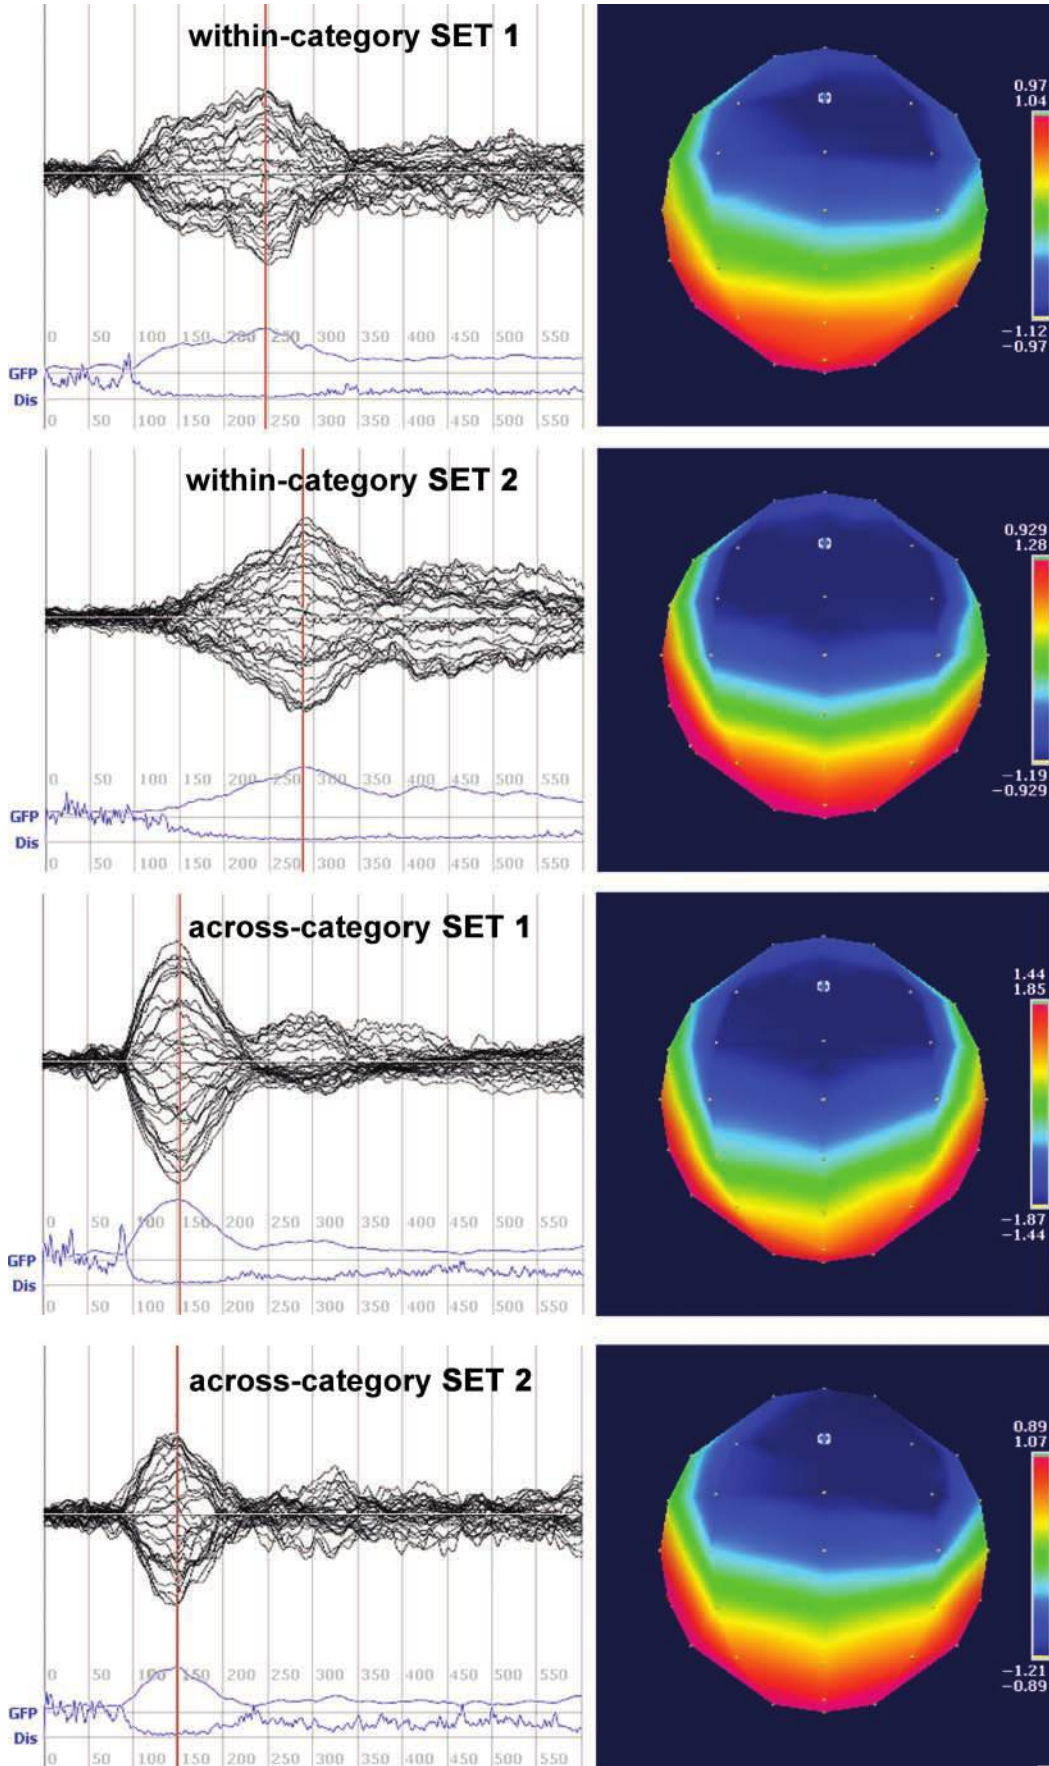 within-category SET 1
0 50 100 150 200 250 300 350 400 450 500 550
GFP
Dis
0 50 100 150 200 250 300 350 400 450 500 550
0.97
1.04
−1.12
−0.97
within-category SET 2
0 50 100 150 200 250 300 350 400 450 500 550
GFP
Dis
0 50 100 150 200 250 300 350 400 450 500 550
0.929
1.28
−1.19
−0.929
across-category SET 1
0 50 100 150 200 250 300 350 400 450 500 550
GFP
Dis
0 50 100 150 200 250 300 350 400 450 500 550
1.44
1.85
−1.87
−1.44
across-category SET 2
0 50 100 150 200 250 300 350 400 450 500 550
GFP
Dis
0 50 100 150 200 250 300 350 400 450 500 550
0.89
1.07
−1.21
−0.89